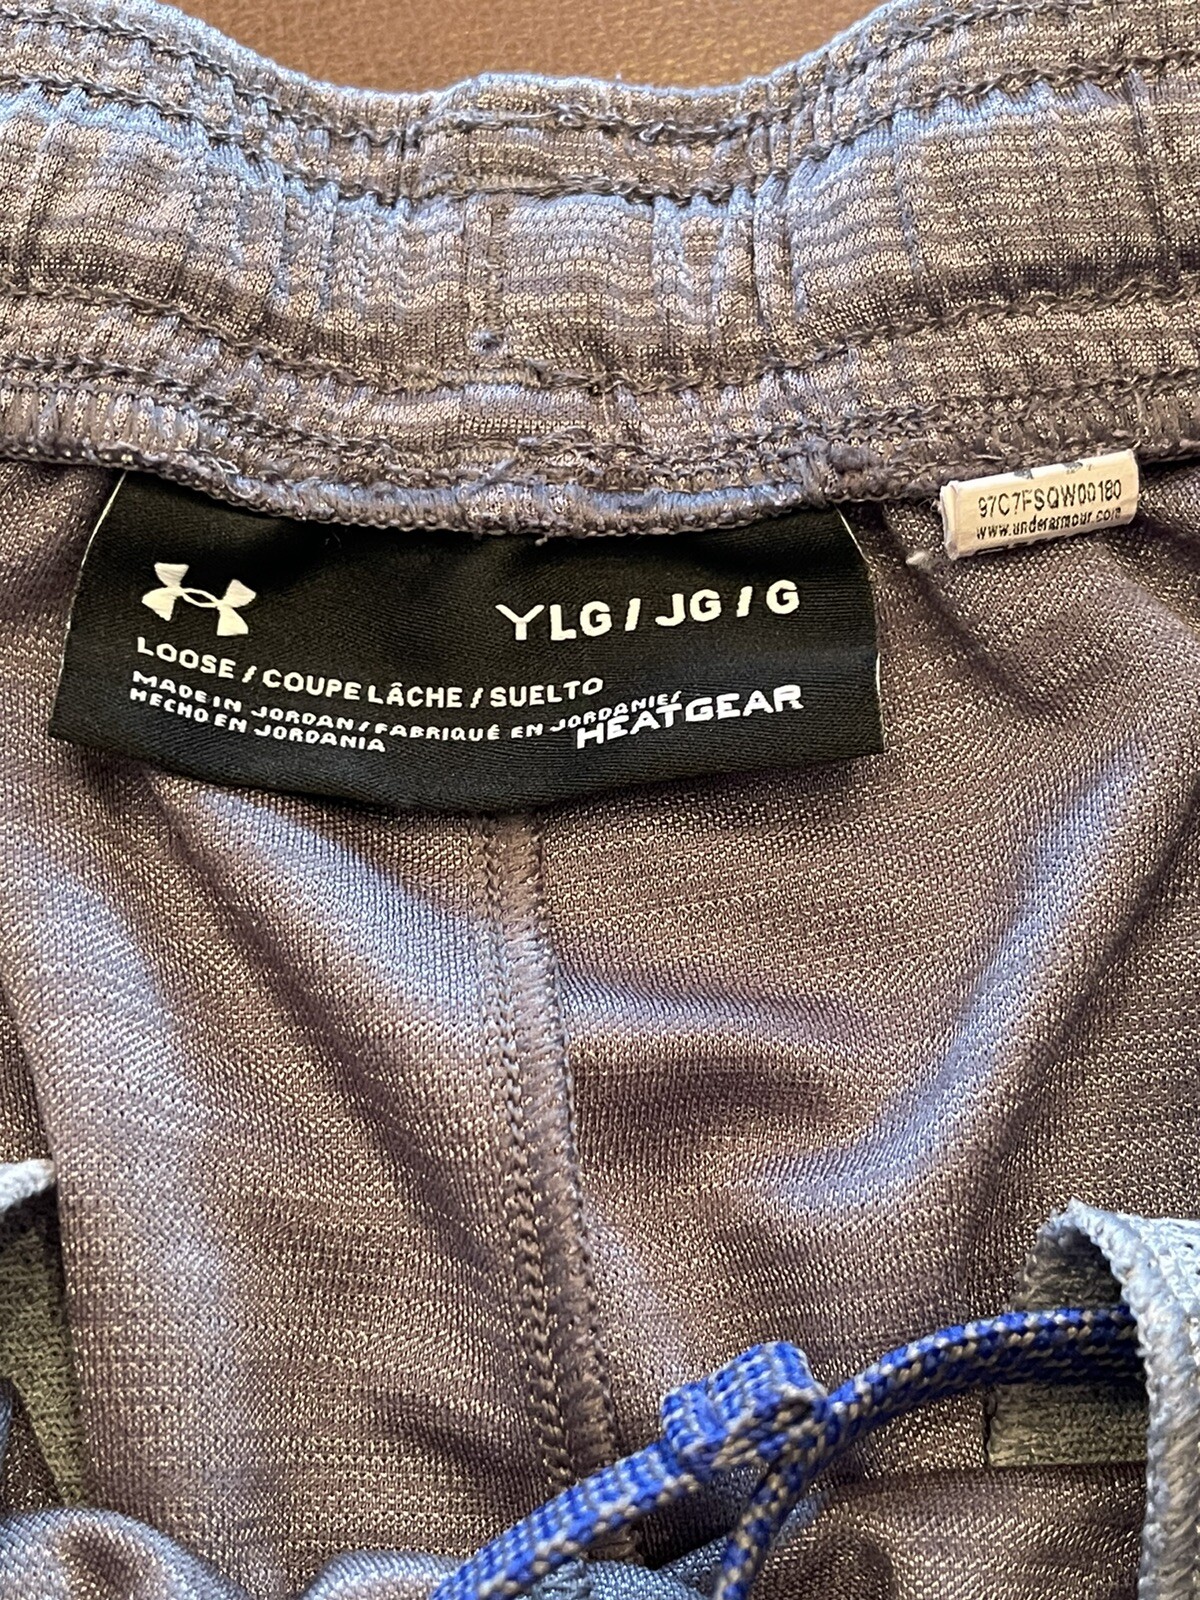 YLG / JG / G
LOOSE / COUPE LÂCHE / SUELTO
MADE IN JORDAN / FABRIQUÉ EN JORDANIE /
HECHO EN JORDANIA
HEATGEAR
97C7FSQW00180
www.underarmour.com